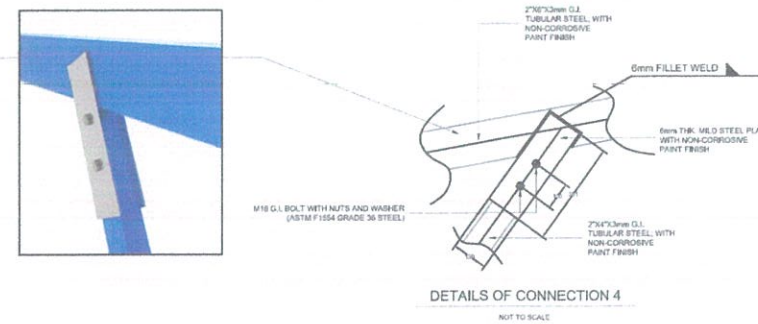 2"X6"X3mm G.I.
TUBULAR STEEL, WITH
NON-CORROSIVE
PAINT FINISH
6mm FILLET WELD
6mm THK. MILD STEEL PLA
WITH NON-CORROSIVE
PAINT FINISH
M16 G.I. BOLT WITH NUTS AND WASHER
(ASTM F1554 GRADE 36 STEEL)
2"X4"X3mm G.I.
TUBULAR STEEL, WITH
NON-CORROSIVE
PAINT FINISH
DETAILS OF CONNECTION 4
NOT TO SCALE